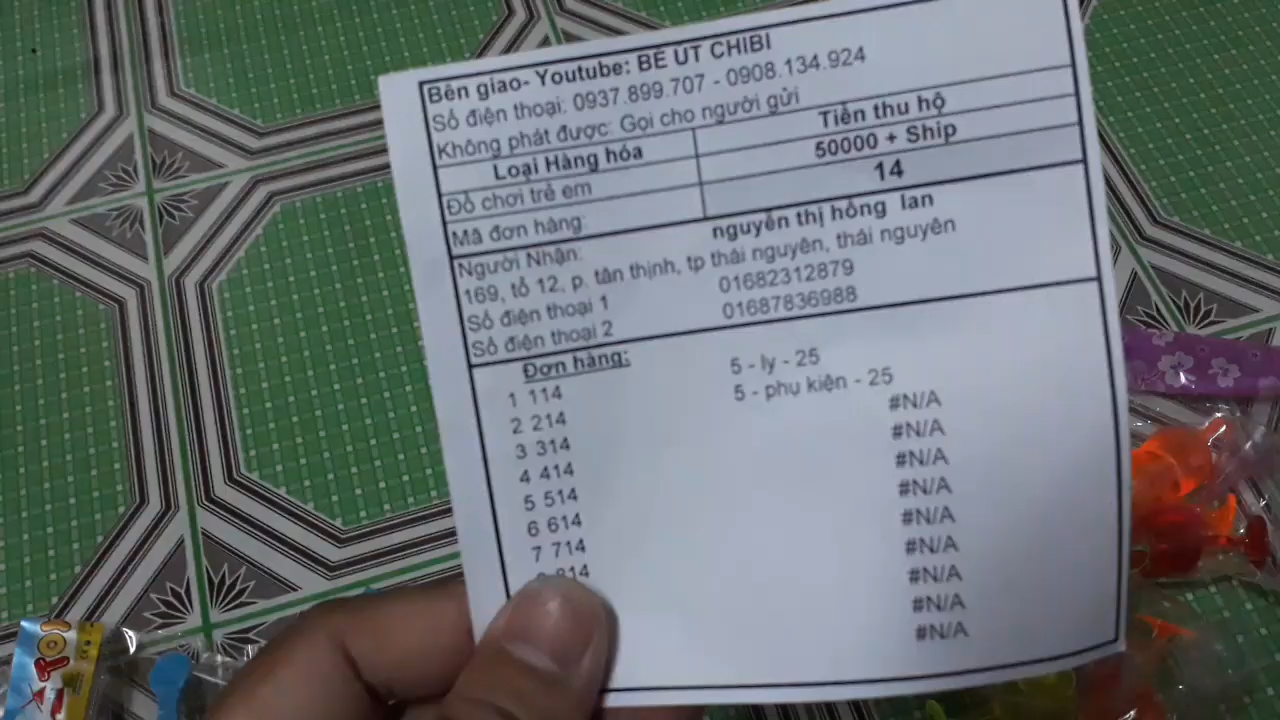 Bên giao- Youtube: BÉ UT CHIBI
Số điện thoại: 0937.899.707 - 0908.134.924
Không phát được: Gọi cho người gửi
Loại Hàng hóa Tiền thu hộ
Đồ chơi trẻ em 50000 + Ship
Mã đơn hàng: 14
Người Nhận: nguyễn thị hồng lan
169, tổ 12, p. tân thịnh, tp thái nguyên, thái nguyên
Số điện thoại 1 01682312879
Số điện thoại 2 01687836988
Đơn hàng:
1 114 5 - ly - 25
2 214 5 - phụ kiện - 25
3 314 #N/A
4 414 #N/A
5 514 #N/A
6 614 #N/A
7 714 #N/A
814 #N/A
#N/A
#N/A
#N/A
TOY